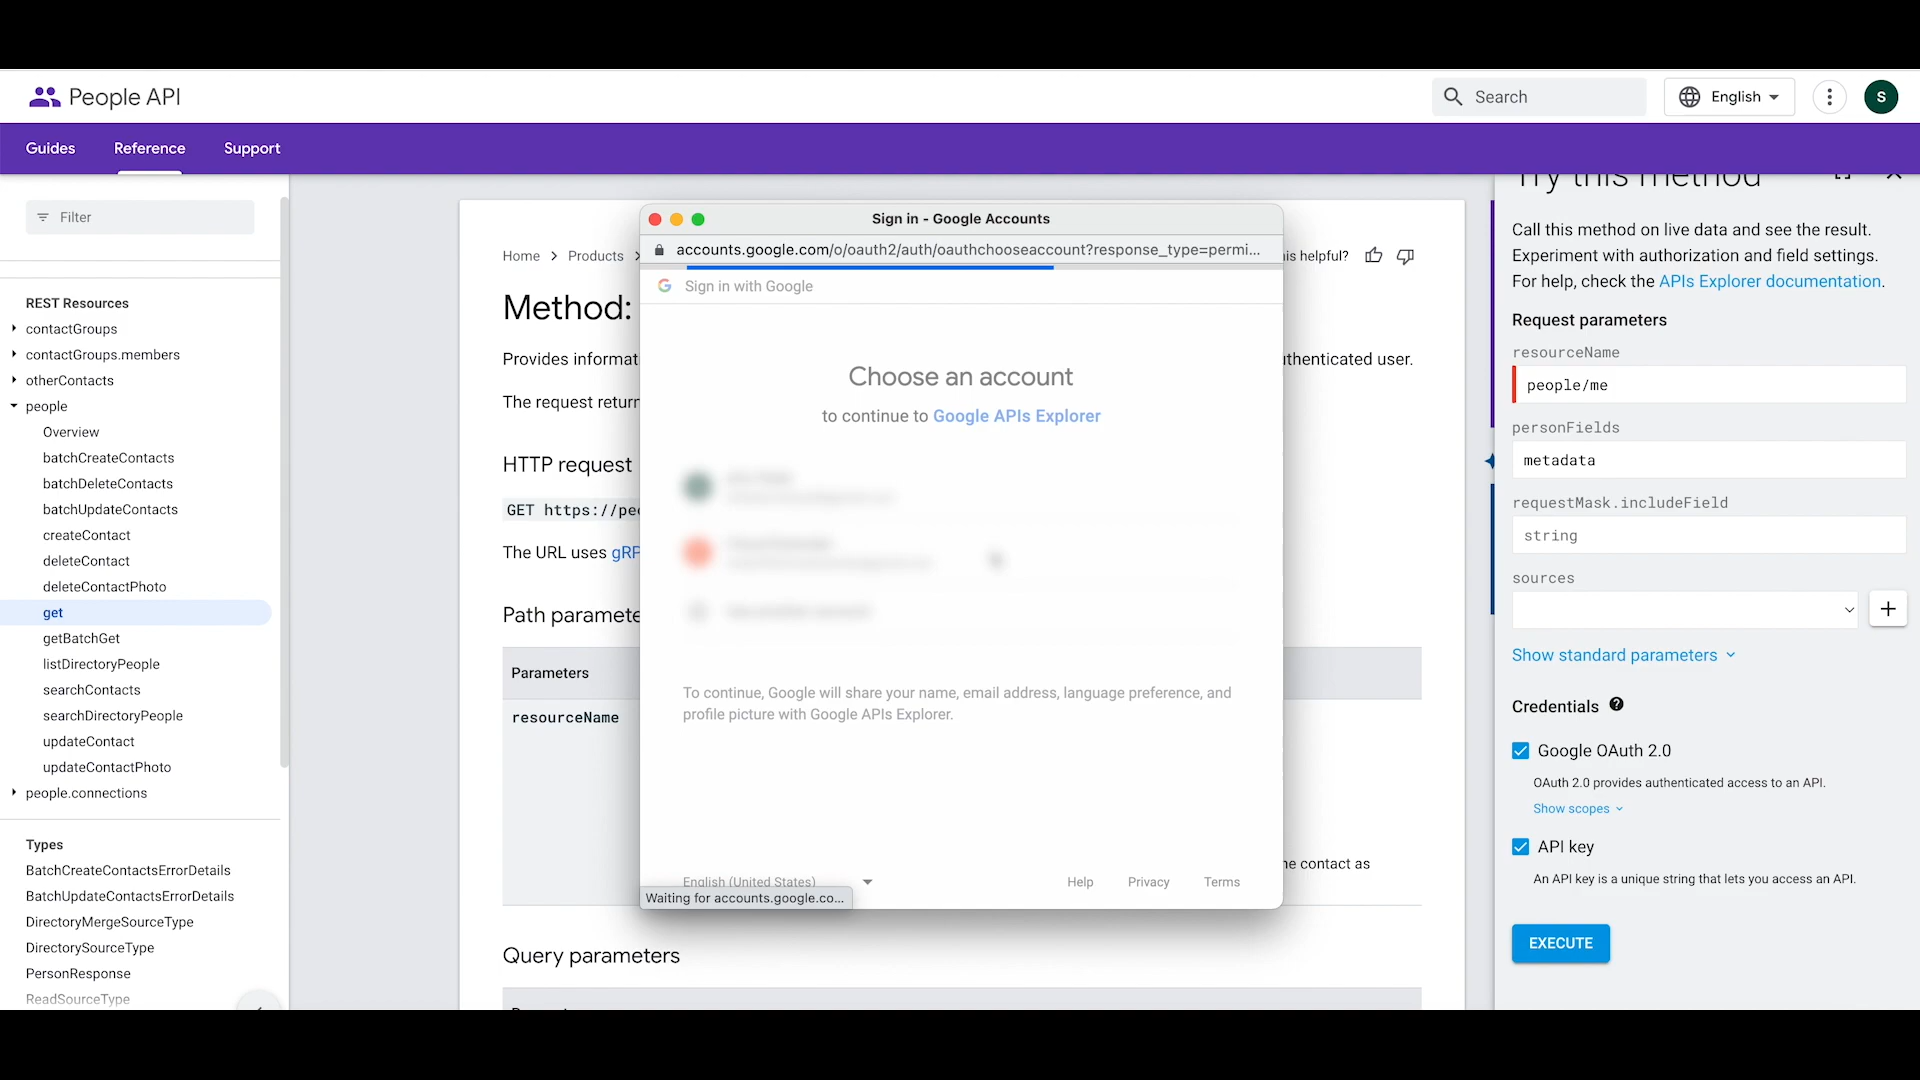 People API
Search
English
S
Guides
Reference
Support
Filter
REST Resources
contactGroups
contactGroups.members
otherContacts
people
Overview
batchCreateContacts
batchDeleteContacts
batchUpdateContacts
createContact
deleteContact
deleteContactPhoto
get
getBatchGet
listDirectoryPeople
searchContacts
searchDirectoryPeople
updateContact
updateContactPhoto
people.connections
Types
BatchCreateContactsErrorDetails
BatchUpdateContactsErrorDetails
DirectoryMergeSourceType
DirectorySourceType
PersonResponse
ReadSourceType
Home
Products
helpful?
Method:
Provides
authenticated user.
The request
HTTP request
GET https://
The URL uses
Path
Parameters
resourceName
contact as
Query parameters
Sign in - Google Accounts
accounts.google.com/o/oauth2/auth/oauthchooseaccount?response_type=permi...
Sign in with Google
Choose an account
to continue to Google APIs Explorer
To continue, Google will share your name, email address, language preference, and
profile picture with Google APIs Explorer.
English (United States)
Help
Privacy
Terms
Waiting for accounts.google.co...
Try this method
Call this method on live data and see the result.
Experiment with authorization and field settings.
For help, check the APIs Explorer documentation.
Request parameters
resourceName
people/me
personFields
metadata
requestMask.includeField
string
sources
Show standard parameters
Credentials
Google OAuth 2.0
OAuth 2.0 provides authenticated access to an API.
Show scopes
API key
An API key is a unique string that lets you access an API.
EXECUTE